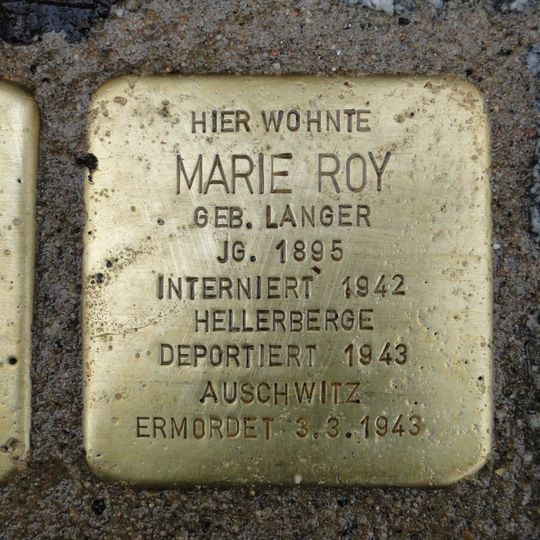 HIER WOHNTE
MARIE ROY
GEB. LANGER
JG. 1895
INTERNIERT 1942
HELLERBERGE
DEPORTIERT 1943
AUSCHWITZ
ERMORDET 3.3.1943